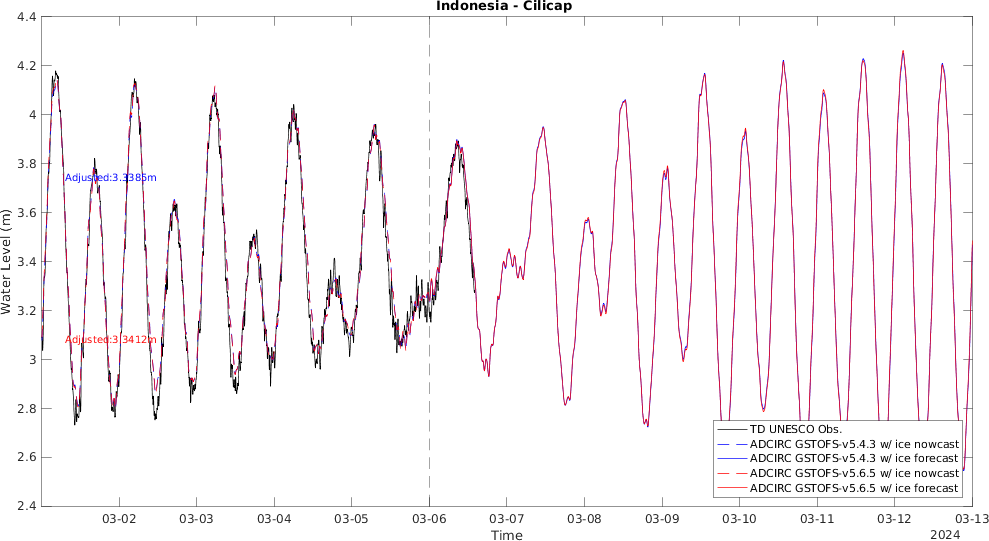 Indonesia - Cilicap
4.4
4.2
4
3.8
3.6
3.4
3.2
3
2.8
2.6
2.4
Water Level (m)
Adjusted:3.3385m
Adjusted:3.3412m
TD UNESCO Obs.
ADCIRC GSTOFS-v5.4.3 w/ ice nowcast
ADCIRC GSTOFS-v5.4.3 w/ ice forecast
ADCIRC GSTOFS-v5.6.5 w/ ice nowcast
ADCIRC GSTOFS-v5.6.5 w/ ice forecast
03-02 03-03 03-04 03-05 03-06 03-07 03-08 03-09 03-10 03-11 03-12 03-13
Time
2024